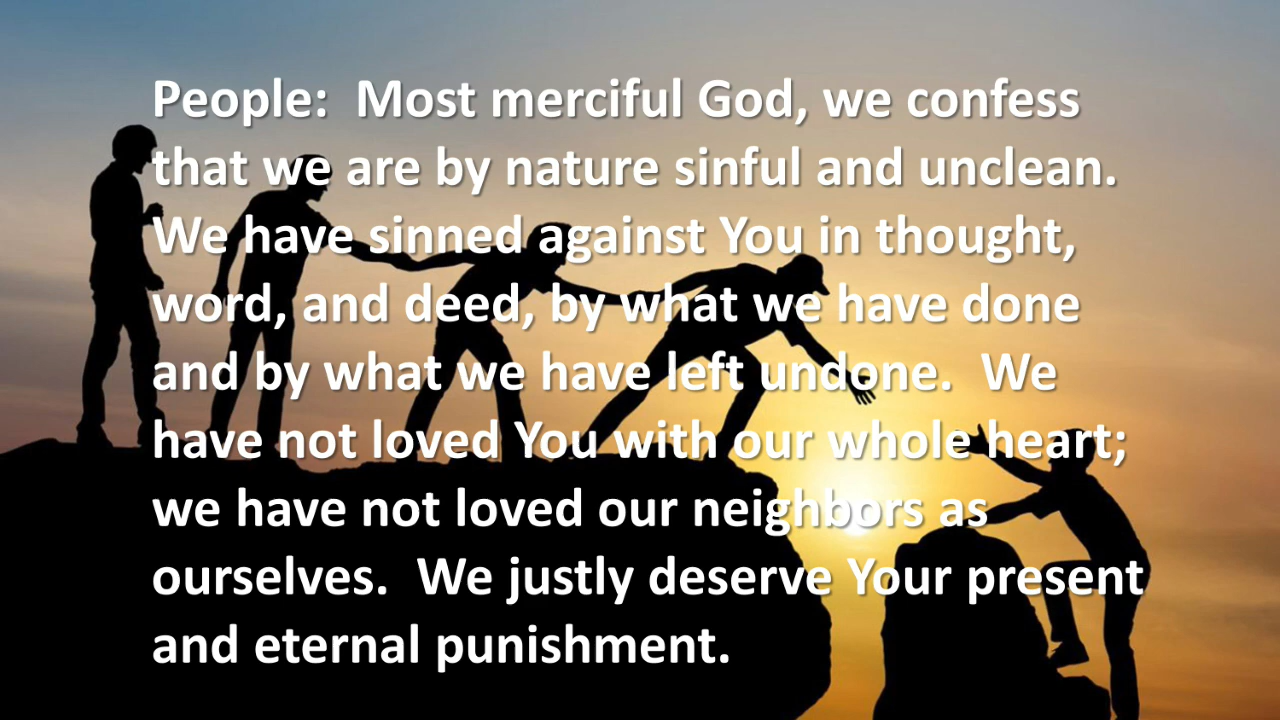 People:  Most merciful God, we confess
that we are by nature sinful and unclean.
We have sinned against You in thought,
word, and deed, by what we have done
and by what we have left undone.  We
have not loved You with our whole heart;
we have not loved our neighbors as
ourselves.  We justly deserve Your present
and eternal punishment.